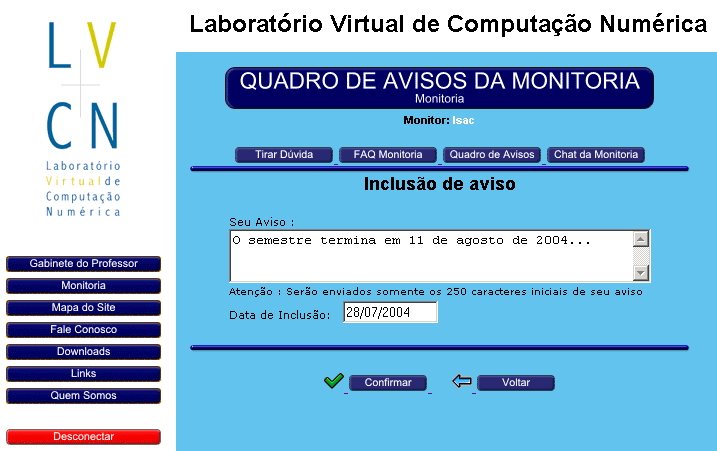 LV
CN
Laboratório
Virtual de
Computação
Numérica
Laboratório Virtual de Computação Numérica
QUADRO DE AVISOS DA MONITORIA
Monitoria
Monitor: Isac
Tirar Dúvida FAQ Monitoria Quadro de Avisos Chat da Monitoria
Inclusão de aviso
Seu Aviso :
O semestre termina em 11 de agosto de 2004...
Atenção : Serão enviados somente os 250 caracteres iniciais de seu aviso
Data de Inclusão: 28/07/2004
Confirmar Voltar
Gabinete do Professor
Monitoria
Mapa do Site
Fale Conosco
Downloads
Links
Quem Somos
Desconectar